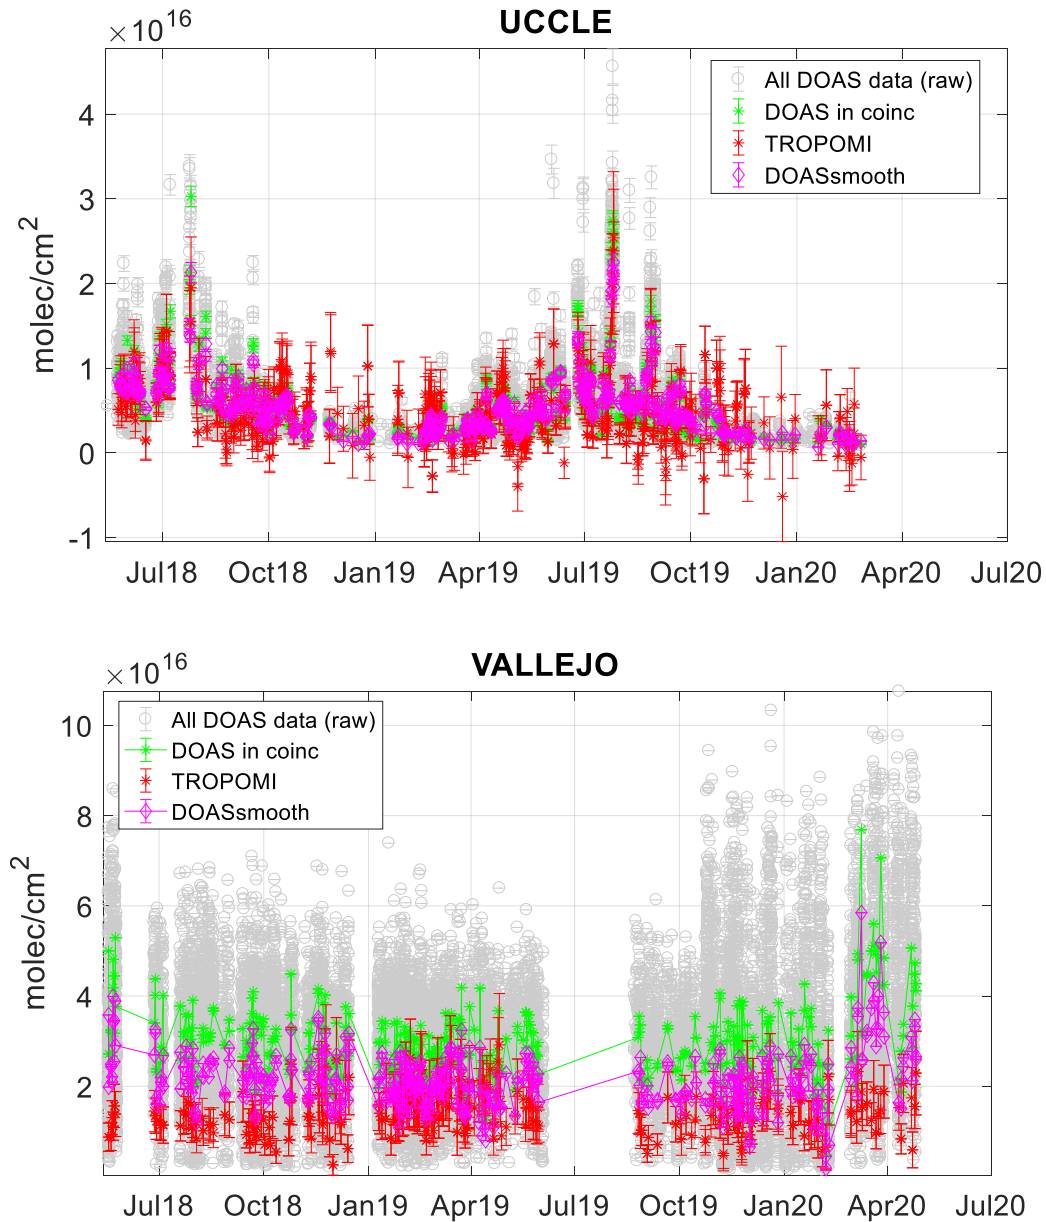 UCCLE
×10^16
molec/cm^2
4
3
2
1
0
-1
All DOAS data (raw)
DOAS in coinc
TROPOMI
DOASsmooth
Jul18 Oct18 Jan19 Apr19 Jul19 Oct19 Jan20 Apr20 Jul20
VALLEJO
×10^16
molec/cm^2
10
8
6
4
2
All DOAS data (raw)
DOAS in coinc
TROPOMI
DOASsmooth
Jul18 Oct18 Jan19 Apr19 Jul19 Oct19 Jan20 Apr20 Jul20